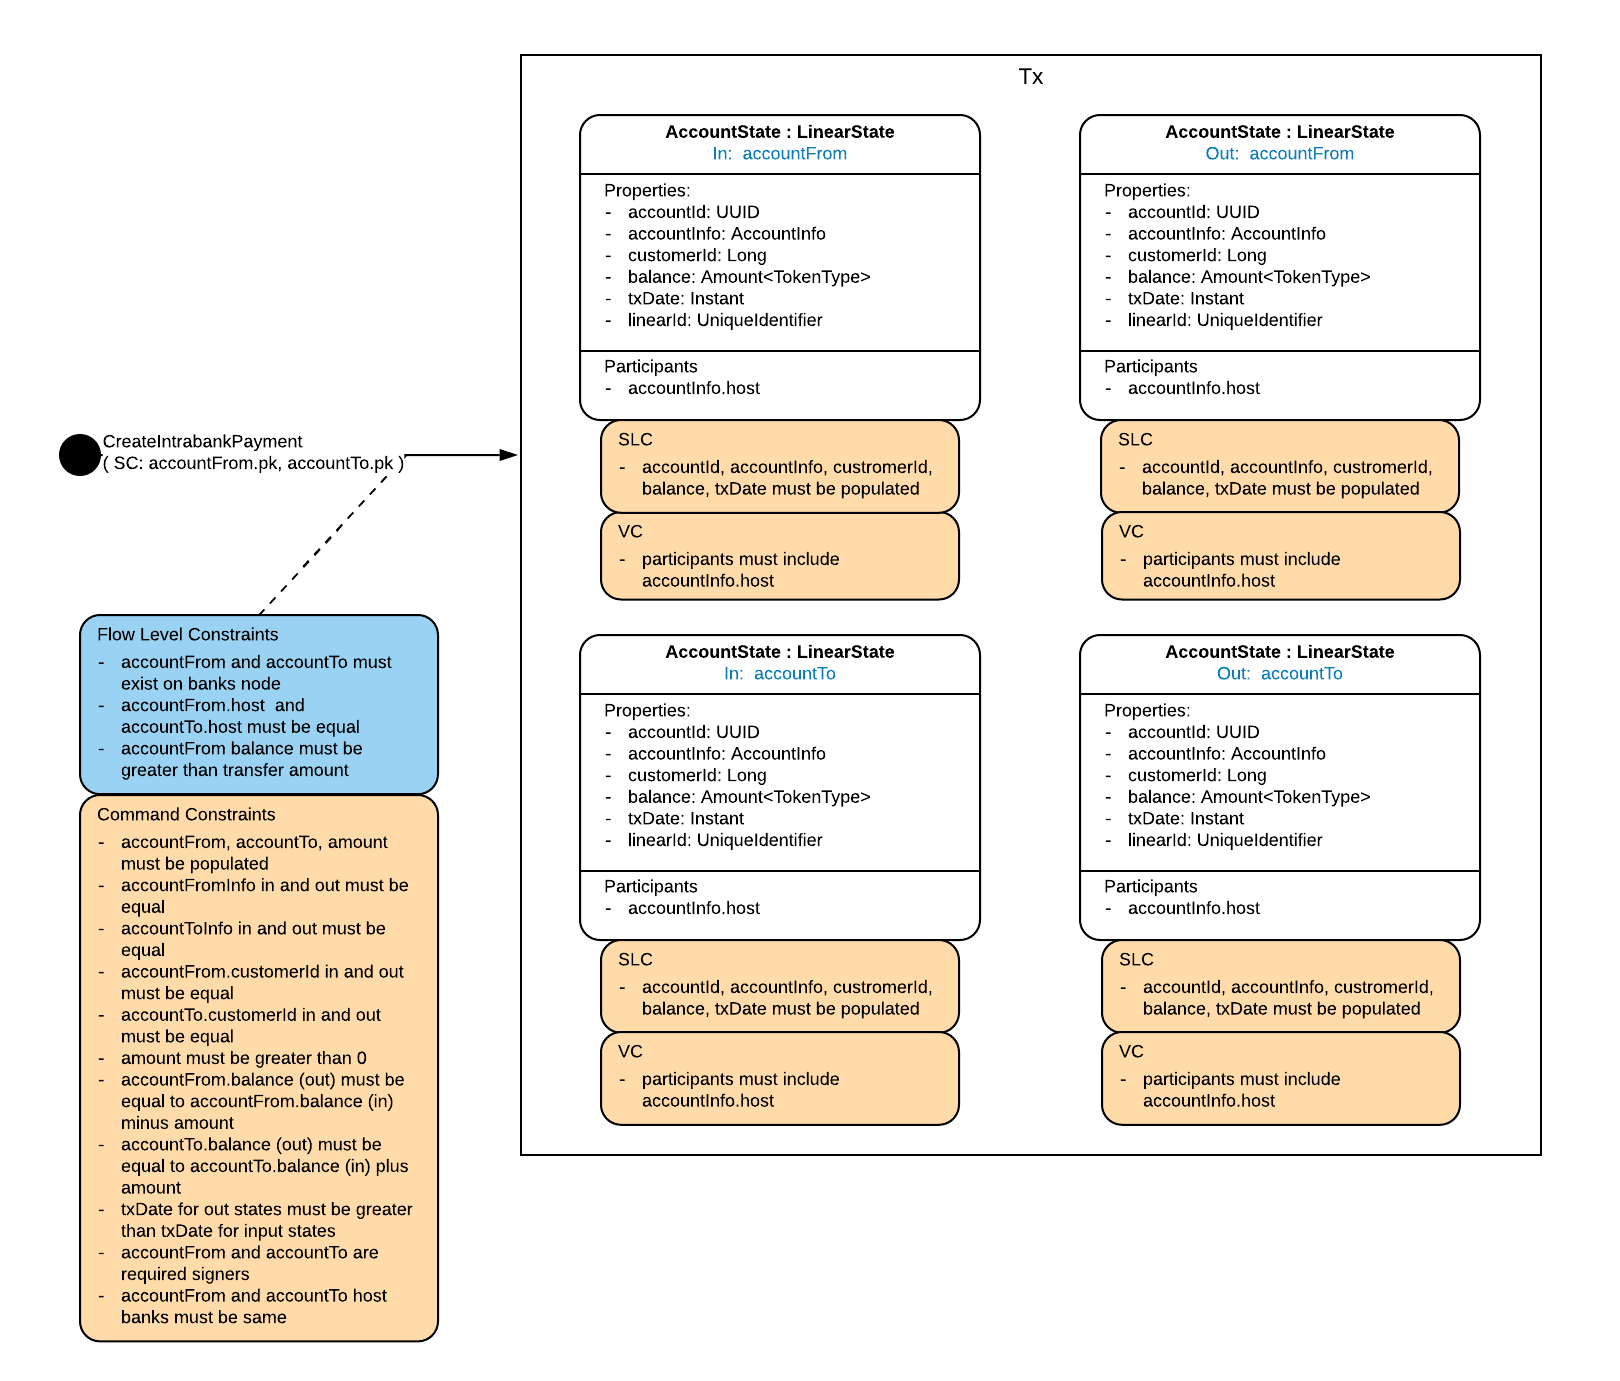 Tx
AccountState : LinearState
In:  accountFrom
Properties:
- accountId: UUID
- accountInfo: AccountInfo
- customerId: Long
- balance: Amount<TokenType>
- txDate: Instant
- linearId: UniqueIdentifier
Participants
- accountInfo.host
SLC
- accountId, accountInfo, custromerId,
balance, txDate must be populated
VC
- participants must include
accountInfo.host
AccountState : LinearState
Out:  accountFrom
Properties:
- accountId: UUID
- accountInfo: AccountInfo
- customerId: Long
- balance: Amount<TokenType>
- txDate: Instant
- linearId: UniqueIdentifier
Participants
- accountInfo.host
SLC
- accountId, accountInfo, custromerId,
balance, txDate must be populated
VC
- participants must include
accountInfo.host
CreateIntrabankPayment
( SC: accountFrom.pk, accountTo.pk )
Flow Level Constraints
- accountFrom and accountTo must
exist on banks node
- accountFrom.host  and
accountTo.host must be equal
- accountFrom balance must be
greater than transfer amount
Command Constraints
- accountFrom, accountTo, amount
must be populated
- accountFromInfo in and out must be
equal
- accountToInfo in and out must be
equal
- accountFrom.customerId in and out
must be equal
- accountTo.customerId in and out
must be equal
- amount must be greater than 0
- accountFrom.balance (out) must be
equal to accountFrom.balance (in)
minus amount
- accountTo.balance (out) must be
equal to accountTo.balance (in) plus
amount
- txDate for out states must be greater
than txDate for input states
- accountFrom and accountTo are
required signers
- accountFrom and accountTo host
banks must be same
AccountState : LinearState
In:  accountTo
Properties:
- accountId: UUID
- accountInfo: AccountInfo
- customerId: Long
- balance: Amount<TokenType>
- txDate: Instant
- linearId: UniqueIdentifier
Participants
- accountInfo.host
SLC
- accountId, accountInfo, custromerId,
balance, txDate must be populated
VC
- participants must include
accountInfo.host
AccountState : LinearState
Out:  accountTo
Properties:
- accountId: UUID
- accountInfo: AccountInfo
- customerId: Long
- balance: Amount<TokenType>
- txDate: Instant
- linearId: UniqueIdentifier
Participants
- accountInfo.host
SLC
- accountId, accountInfo, custromerId,
balance, txDate must be populated
VC
- participants must include
accountInfo.host